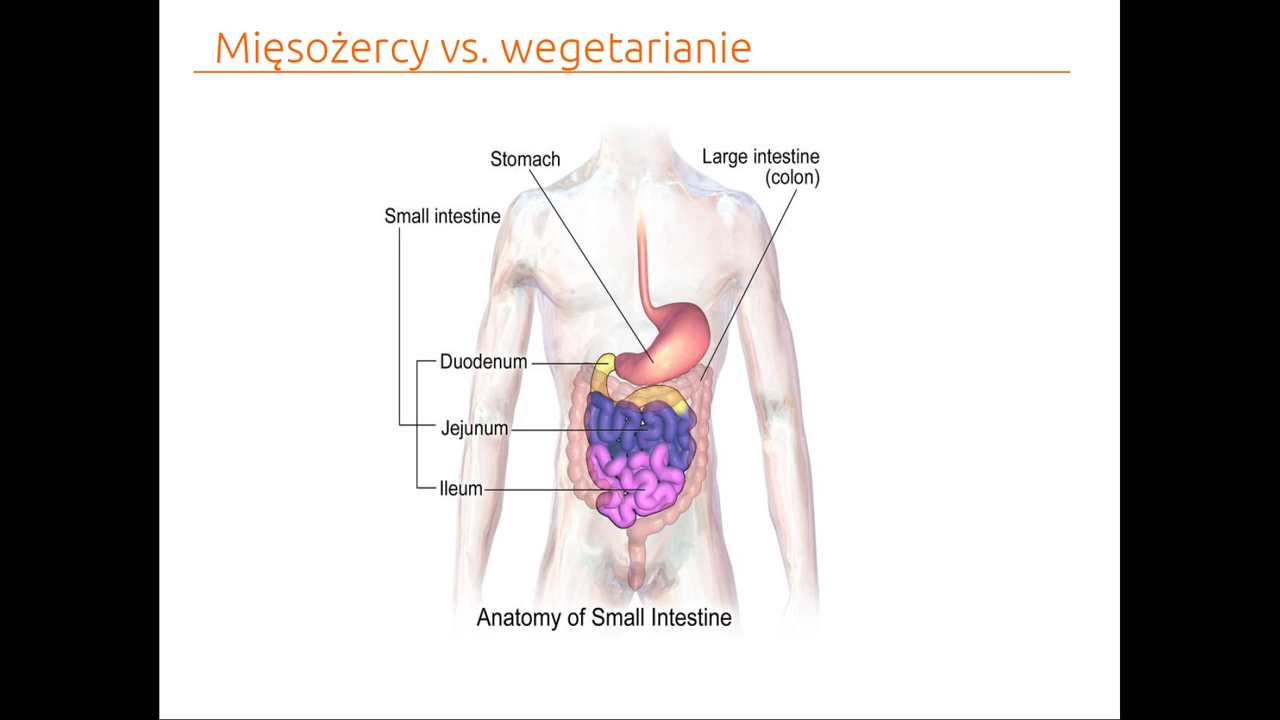 Mięsożercy vs. wegetarianie
Stomach
Large intestine
(colon)
Small intestine
Duodenum
Jejunum
Ileum
Anatomy of Small Intestine